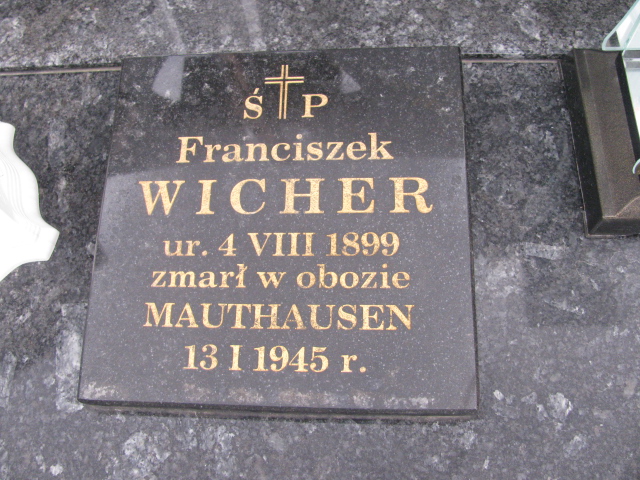 Ś P
Franciszek
WICHER
ur. 4 VIII 1899
zmarł w obozie
MAUTHAUSEN
13 I 1945 r.